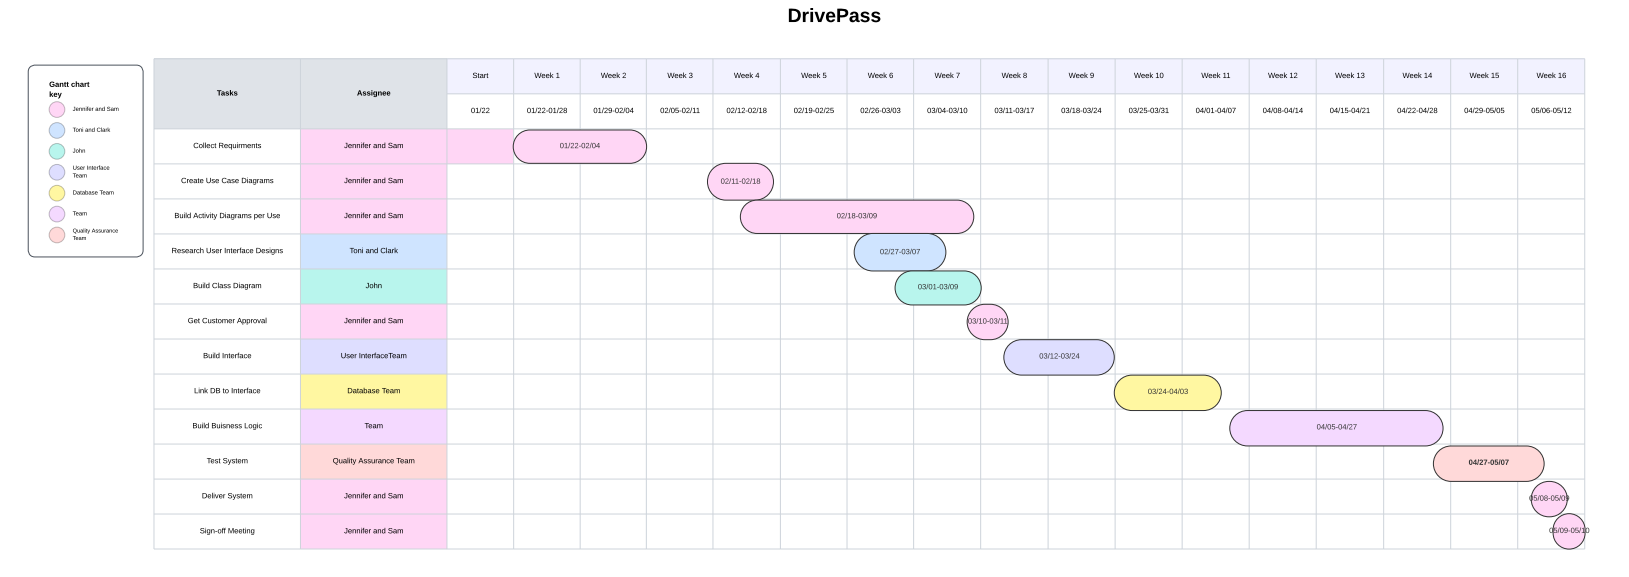 DrivePass
Gantt chart
key
Jennifer and Sam
Toni and Clark
John
User Interface
Team
Database Team
Team
Quality Assurance
Team
Tasks Assignee Start Week 1 Week 2 Week 3 Week 4 Week 5 Week 6 Week 7 Week 8 Week 9 Week 10 Week 11 Week 12 Week 13 Week 14 Week 15 Week 16
01/22 01/22-01/28 01/29-02/04 02/05-02/11 02/12-02/18 02/19-02/25 02/26-03/03 03/04-03/10 03/11-03/17 03/18-03/24 03/25-03/31 04/01-04/07 04/08-04/14 04/15-04/21 04/22-04/28 04/29-05/05 05/06-05/12
Collect Requirments Jennifer and Sam 01/22-02/04
Create Use Case Diagrams Jennifer and Sam 02/11-02/18
Build Activity Diagrams per Use Jennifer and Sam 02/18-03/09
Research User Interface Designs Toni and Clark 02/27-03/07
Build Class Diagram John 03/01-03/09
Get Customer Approval Jennifer and Sam 03/10-03/11
Build Interface User InterfaceTeam 03/12-03/24
Link DB to Interface Database Team 03/24-04/03
Build Buisness Logic Team 04/05-04/27
Test System Quality Assurance Team 04/27-05/07
Deliver System Jennifer and Sam 05/08-05/09
Sign-off Meeting Jennifer and Sam 05/09-05/10